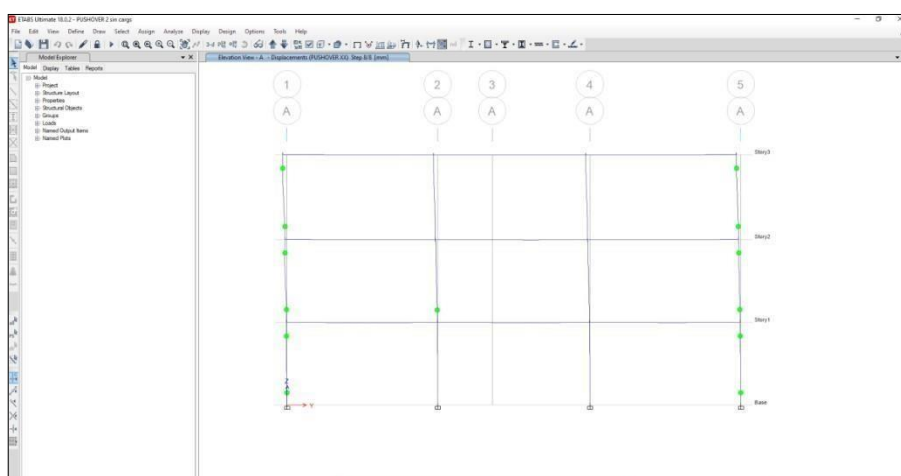 ETABS Ultimate 18.0.2 - PUSHOVER 2 sin cargs
File Edit View Define Draw Select Assign Analyze Display Design Options Tools Help
Model Explorer
Elevation View - A - Displacements (PUSHOVER XX) Step 8/8 [mm]
Model Display Tables Reports
Model
Project
Structure Layout
Properties
Structural Objects
Groups
Loads
Named Output Items
Named Plots
1 2 3 4 5
A A A A A
Story3
Story2
Story1
Z
Y
Base